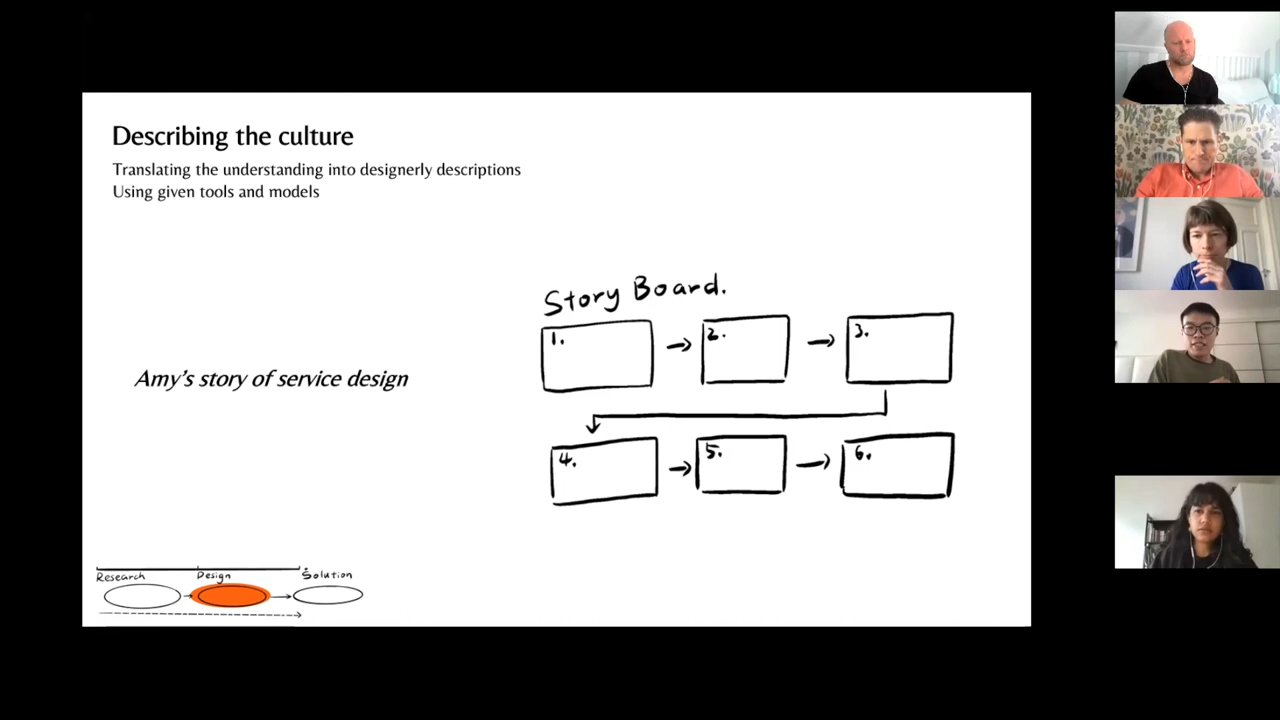 Describing the culture
Translating the understanding into designerly descriptions
Using given tools and models
Story Board.
1.
2.
3.
Amy's story of service design
4.
5.
6.
Research
Design
Solution